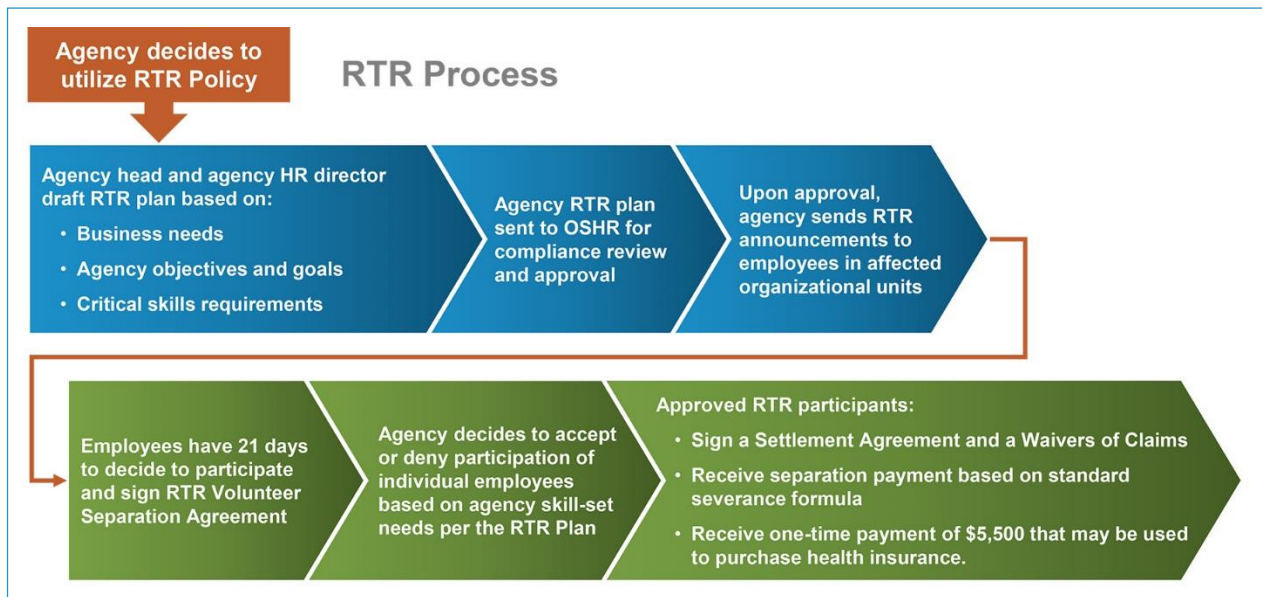 Agency decides to
utilize RTR Policy
RTR Process
Agency head and agency HR director
draft RTR plan based on:
• Business needs
• Agency objectives and goals
• Critical skills requirements
Agency RTR plan
sent to OSHR for
compliance review
and approval
Upon approval,
agency sends RTR
announcements to
employees in affected
organizational units
Employees have 21 days
to decide to participate
and sign RTR Volunteer
Separation Agreement
Agency decides to accept
or deny participation of
individual employees
based on agency skill-set
needs per the RTR Plan
Approved RTR participants:
• Sign a Settlement Agreement and a Waivers of Claims
• Receive separation payment based on standard
severance formula
• Receive one-time payment of $5,500 that may be used
to purchase health insurance.